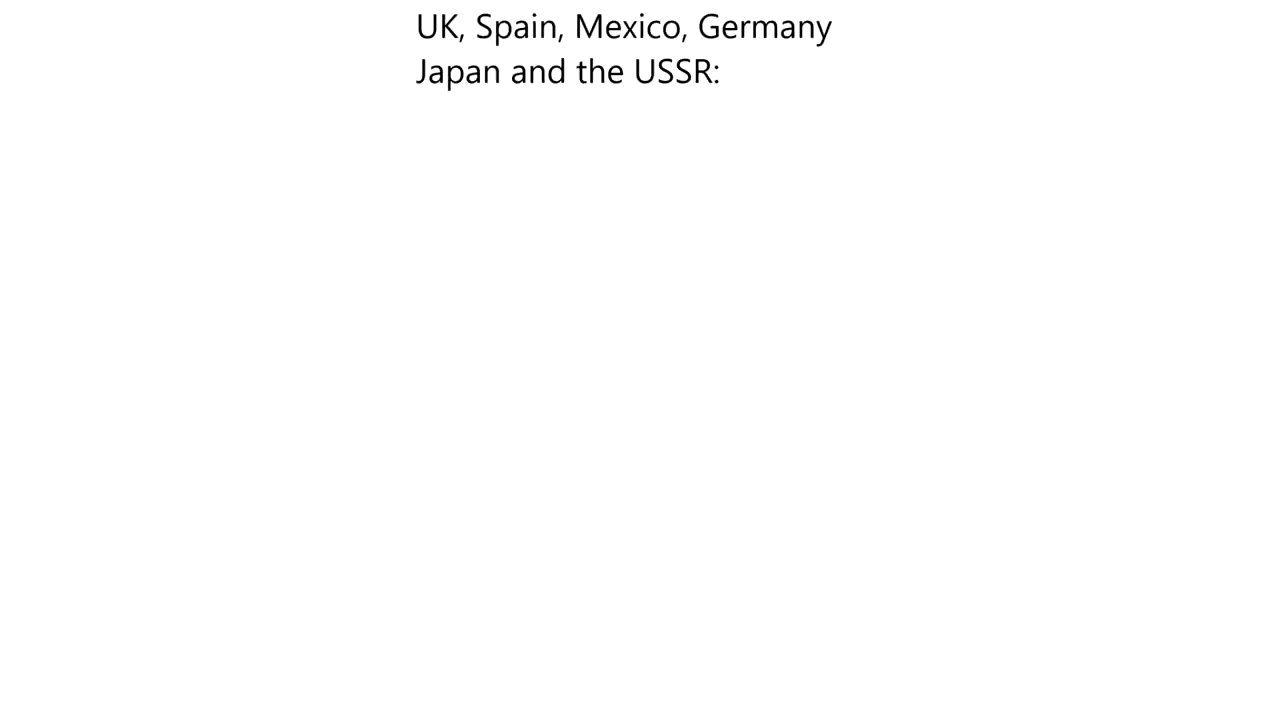 UK, Spain, Mexico, Germany
Japan and the USSR: